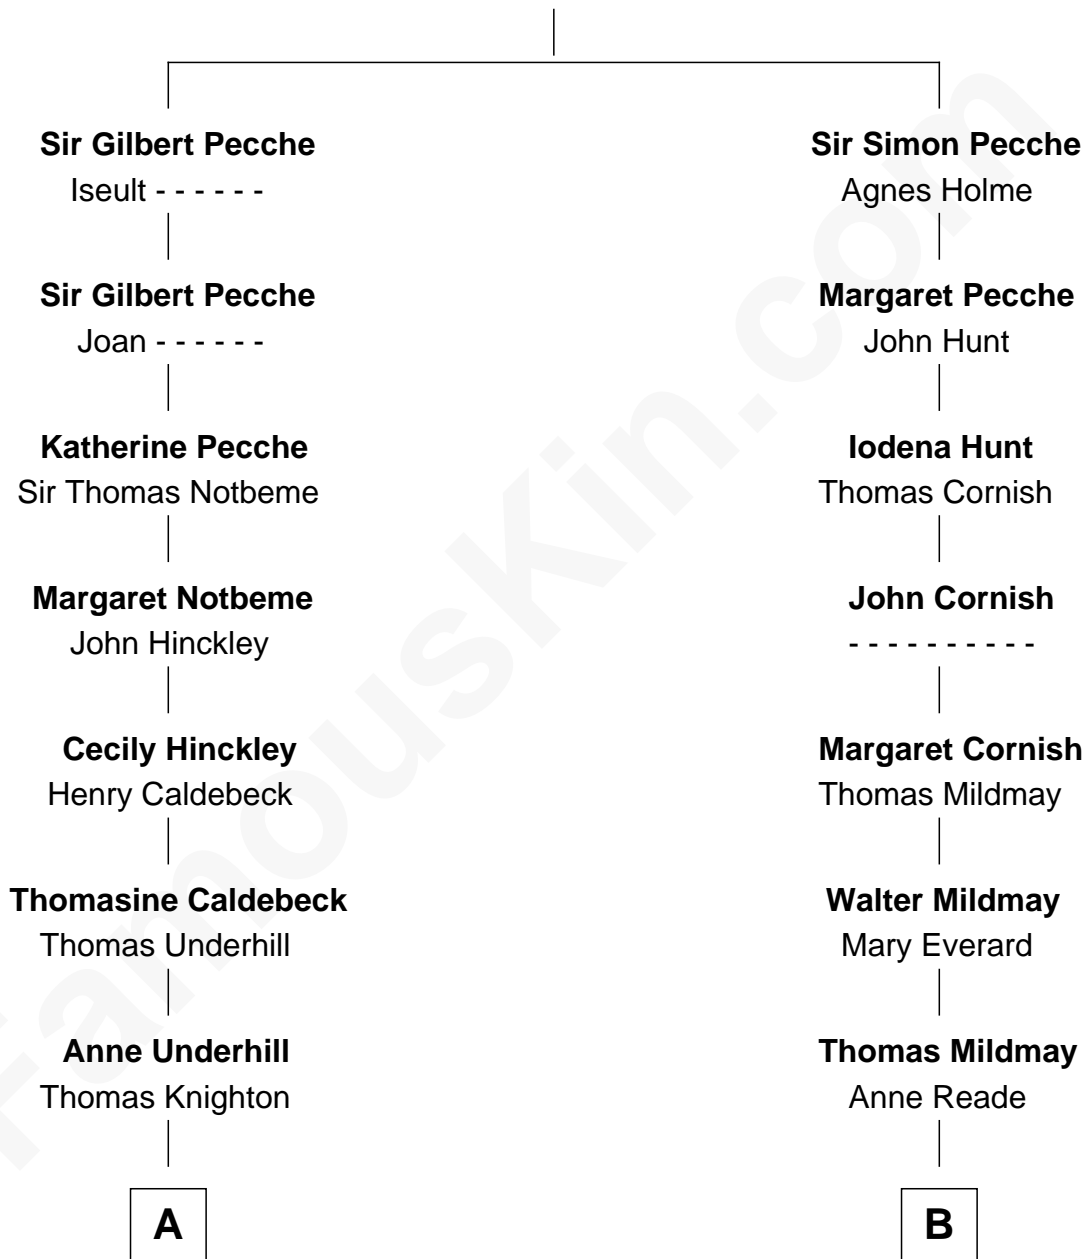 Sir Gilbert Pecche
Iseult - - - - - -
Sir Gilbert Pecche
Joan - - - - - -
Katherine Pecche
Sir Thomas Notbeme
Margaret Notbeme
John Hinckley
Cecily Hinckley
Henry Caldebeck
Thomasine Caldebeck
Thomas Underhill
Anne Underhill
Thomas Knighton
A
Sir Simon Pecche
Agnes Holme
Margaret Pecche
John Hunt
Iodena Hunt
Thomas Cornish
John Cornish
- - - - - - - - - -
Margaret Cornish
Thomas Mildmay
Walter Mildmay
Mary Everard
Thomas Mildmay
Anne Reade
B
FamousKin.com